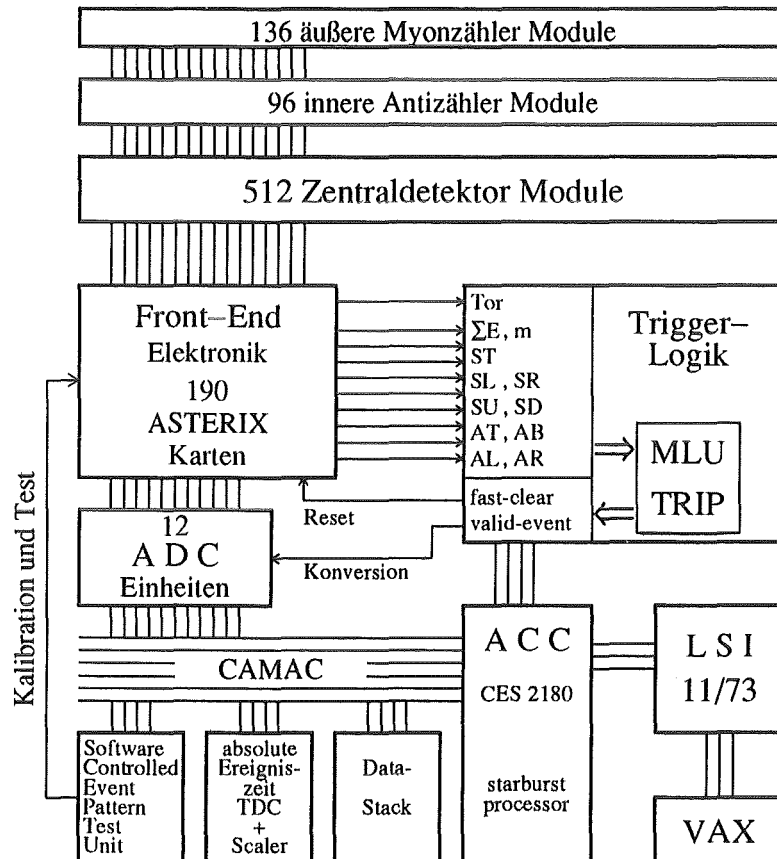 136 äußere Myonzähler Module
96 innere Antizähler Module
512 Zentraldetektor Module
Front–End
Elektronik
190
ASTERIX
Karten
Tor
ΣE, m
ST
SL , SR
SU , SD
AT, AB
AL, AR
Trigger–
Logik
MLU
TRIP
fast-clear
valid-event
Reset
Konversion
12
A D C
Einheiten
Kalibration und Test
CAMAC
A C C
CES 2180
starburst
processor
L S I
11/73
VAX
Software
Controlled
Event
Pattern
Test
Unit
absolute
Ereignis-
zeit
TDC
+
Scaler
Data-
Stack